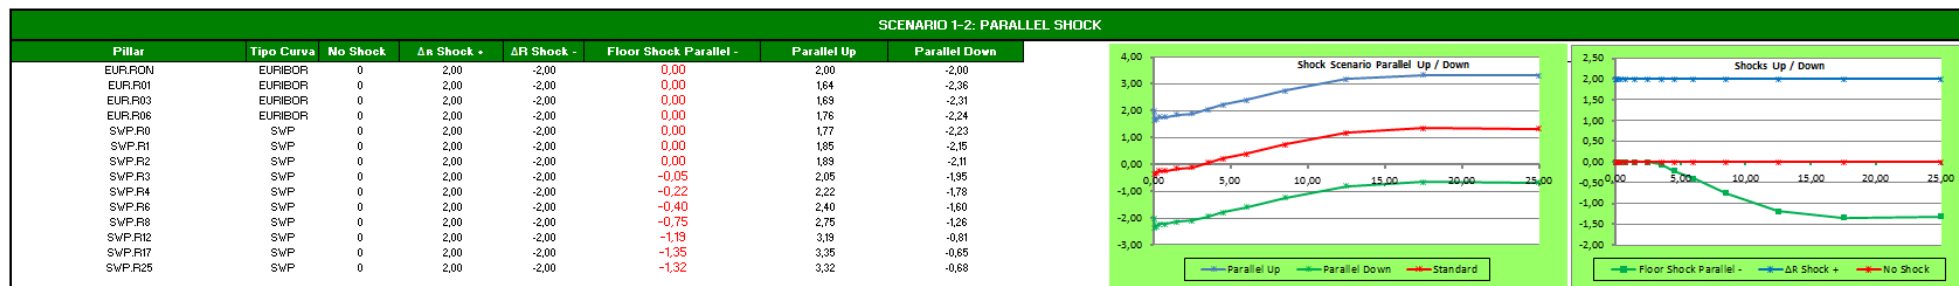 SCENARIO 1-2: PARALLEL SHOCK
Pillar Tipo Curva No Shock ΔR Shock + ΔR Shock - Floor Shock Parallel - Parallel Up Parallel Down
EUR.RON EURIBOR 0 2,00 -2,00 0,00 2,00 -2,00
EUR.R01 EURIBOR 0 2,00 -2,00 0,00 1,64 -2,36
EUR.R03 EURIBOR 0 2,00 -2,00 0,00 1,69 -2,31
EUR.R06 EURIBOR 0 2,00 -2,00 0,00 1,76 -2,24
SWP.R0 SWP 0 2,00 -2,00 0,00 1,77 -2,23
SWP.R1 SWP 0 2,00 -2,00 0,00 1,85 -2,15
SWP.R2 SWP 0 2,00 -2,00 0,00 1,89 -2,11
SWP.R3 SWP 0 2,00 -2,00 -0,05 2,05 -1,95
SWP.R4 SWP 0 2,00 -2,00 -0,22 2,22 -1,78
SWP.R6 SWP 0 2,00 -2,00 -0,40 2,40 -1,60
SWP.R8 SWP 0 2,00 -2,00 -0,75 2,75 -1,26
SWP.R12 SWP 0 2,00 -2,00 -1,19 3,19 -0,81
SWP.R17 SWP 0 2,00 -2,00 -1,35 3,35 -0,65
SWP.R25 SWP 0 2,00 -2,00 -1,32 3,32 -0,68
Shock Scenario Parallel Up / Down
4,00
3,00
2,00
1,00
0,00
-1,00
-2,00
-3,00
0,00 5,00 10,00 15,00 20,00 25,00
Parallel Up Parallel Down Standard
Shocks Up / Down
2,50
2,00
1,50
1,00
0,50
0,00
-0,50
-1,00
-1,50
-2,00
0,00 5,00 10,00 15,00 20,00 25,00
Floor Shock Parallel - ΔR Shock + No Shock